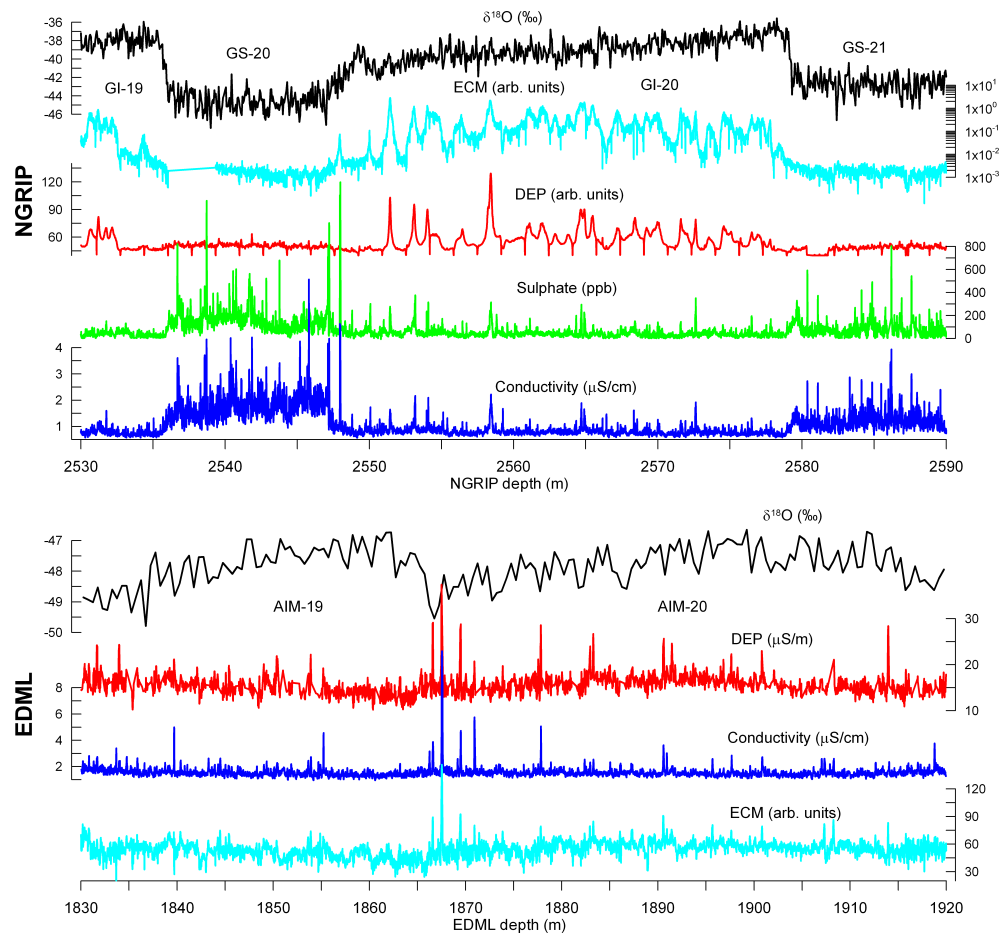 δ¹⁸O (‰)
-36
-38
-40
-42
-44
-46
GI-19
GS-20
ECM (arb. units)
GI-20
GS-21
1x10¹
1x10⁰
1x10⁻¹
1x10⁻²
1x10⁻³
NGRIP
DEP (arb. units)
120
90
60
Sulphate (ppb)
800
600
400
200
0
Conductivity (µS/cm)
4
3
2
1
2530 2540 2550 2560 2570 2580 2590
NGRIP depth (m)
δ¹⁸O (‰)
-47
-48
-49
-50
AIM-19 AIM-20
EDML
DEP (µS/m)
30
20
10
Conductivity (µS/cm)
8
6
4
2
ECM (arb. units)
120
90
60
30
1830 1840 1850 1860 1870 1880 1890 1900 1910 1920
EDML depth (m)